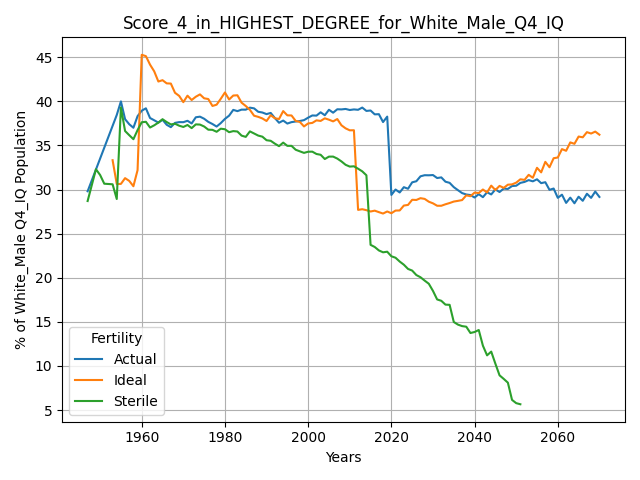 Score_4_in_HIGHEST_DEGREE_for_White_Male_Q4_IQ
% of White_Male Q4_IQ Population
45
40
35
30
25
20
15
10
5
Fertility
Actual
Ideal
Sterile
1960 1980 2000 2020 2040 2060
Years